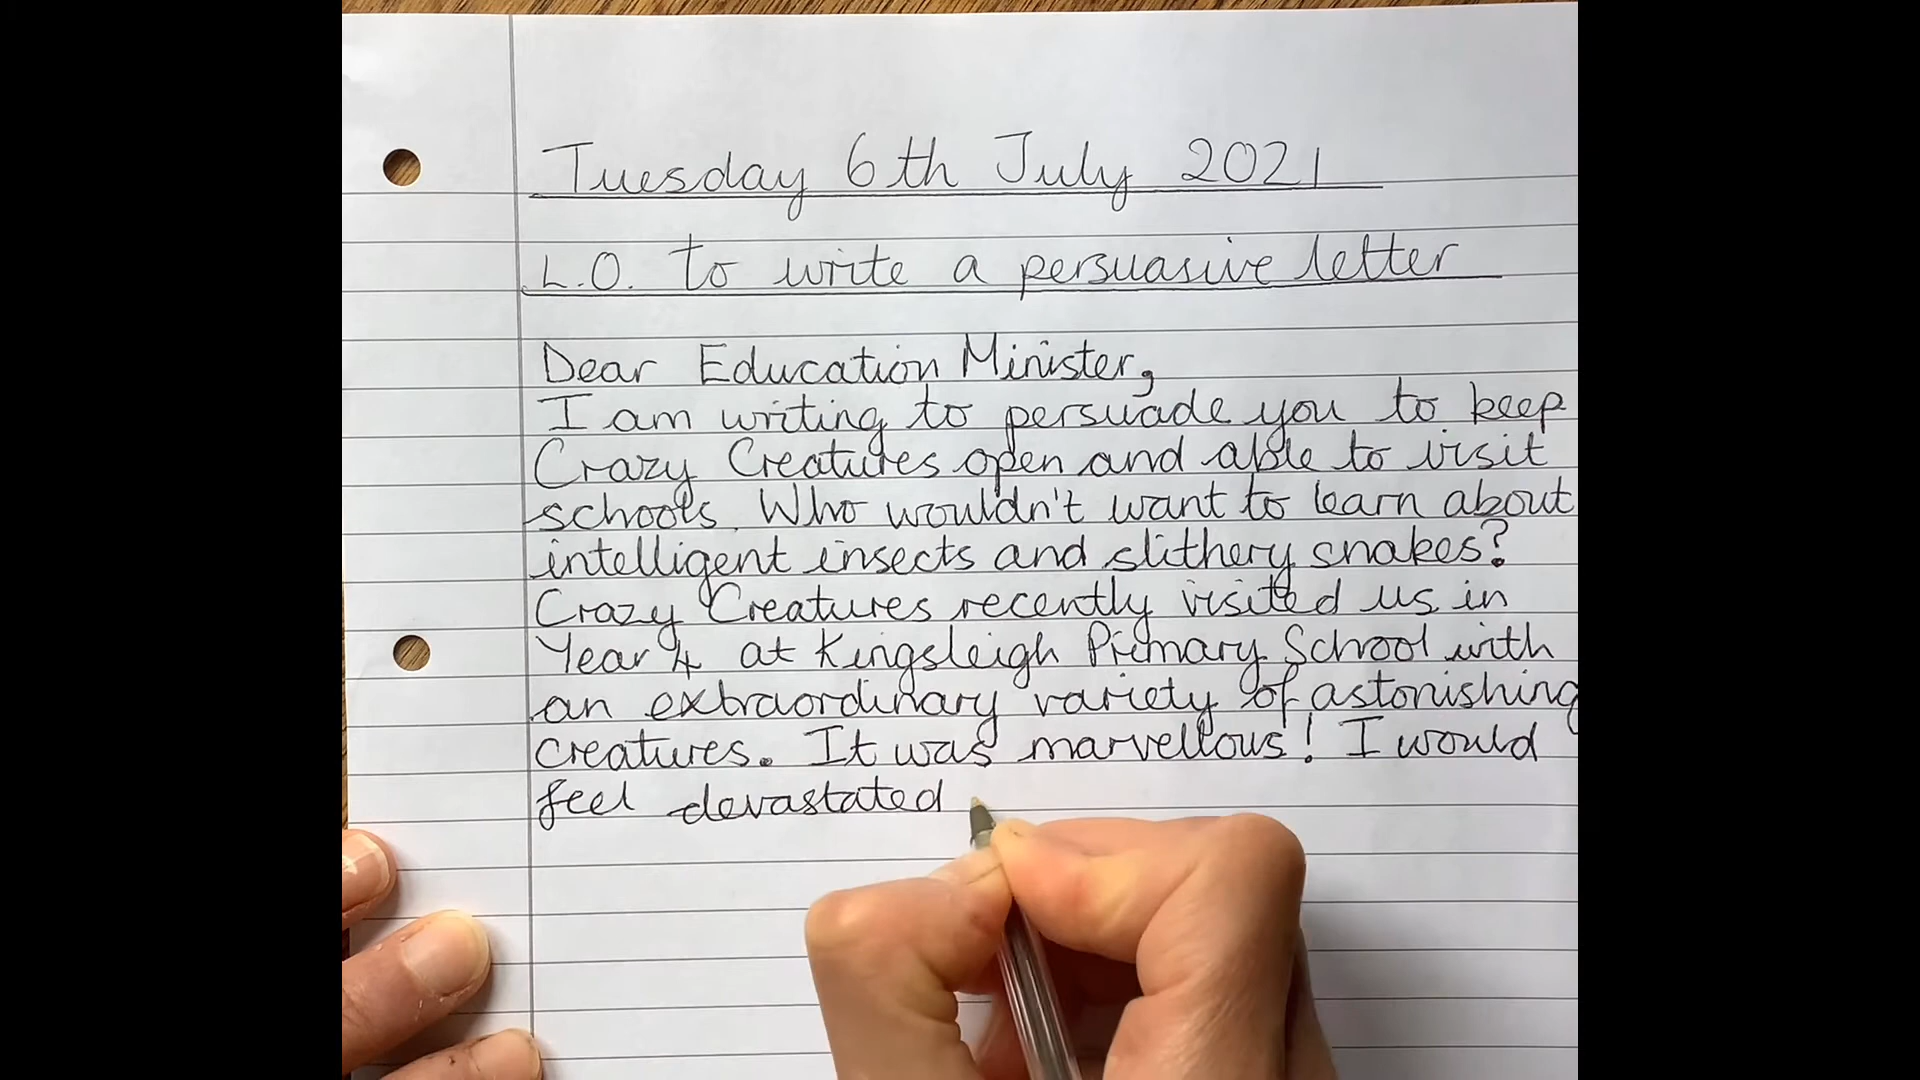 Tuesday 6th July 2021
L.O. to write a persuasive letter
Dear Education Minister,
I am writing to persuade you to keep
Crazy Creatures open and able to visit
schools. Who wouldn't want to learn about
intelligent insects and slithery snakes?
Crazy Creatures recently visited us in
Year 4 at Kingsleigh Primary School with
an extraordinary variety of astonishing
creatures. It was marvellous! I would
feel devastated